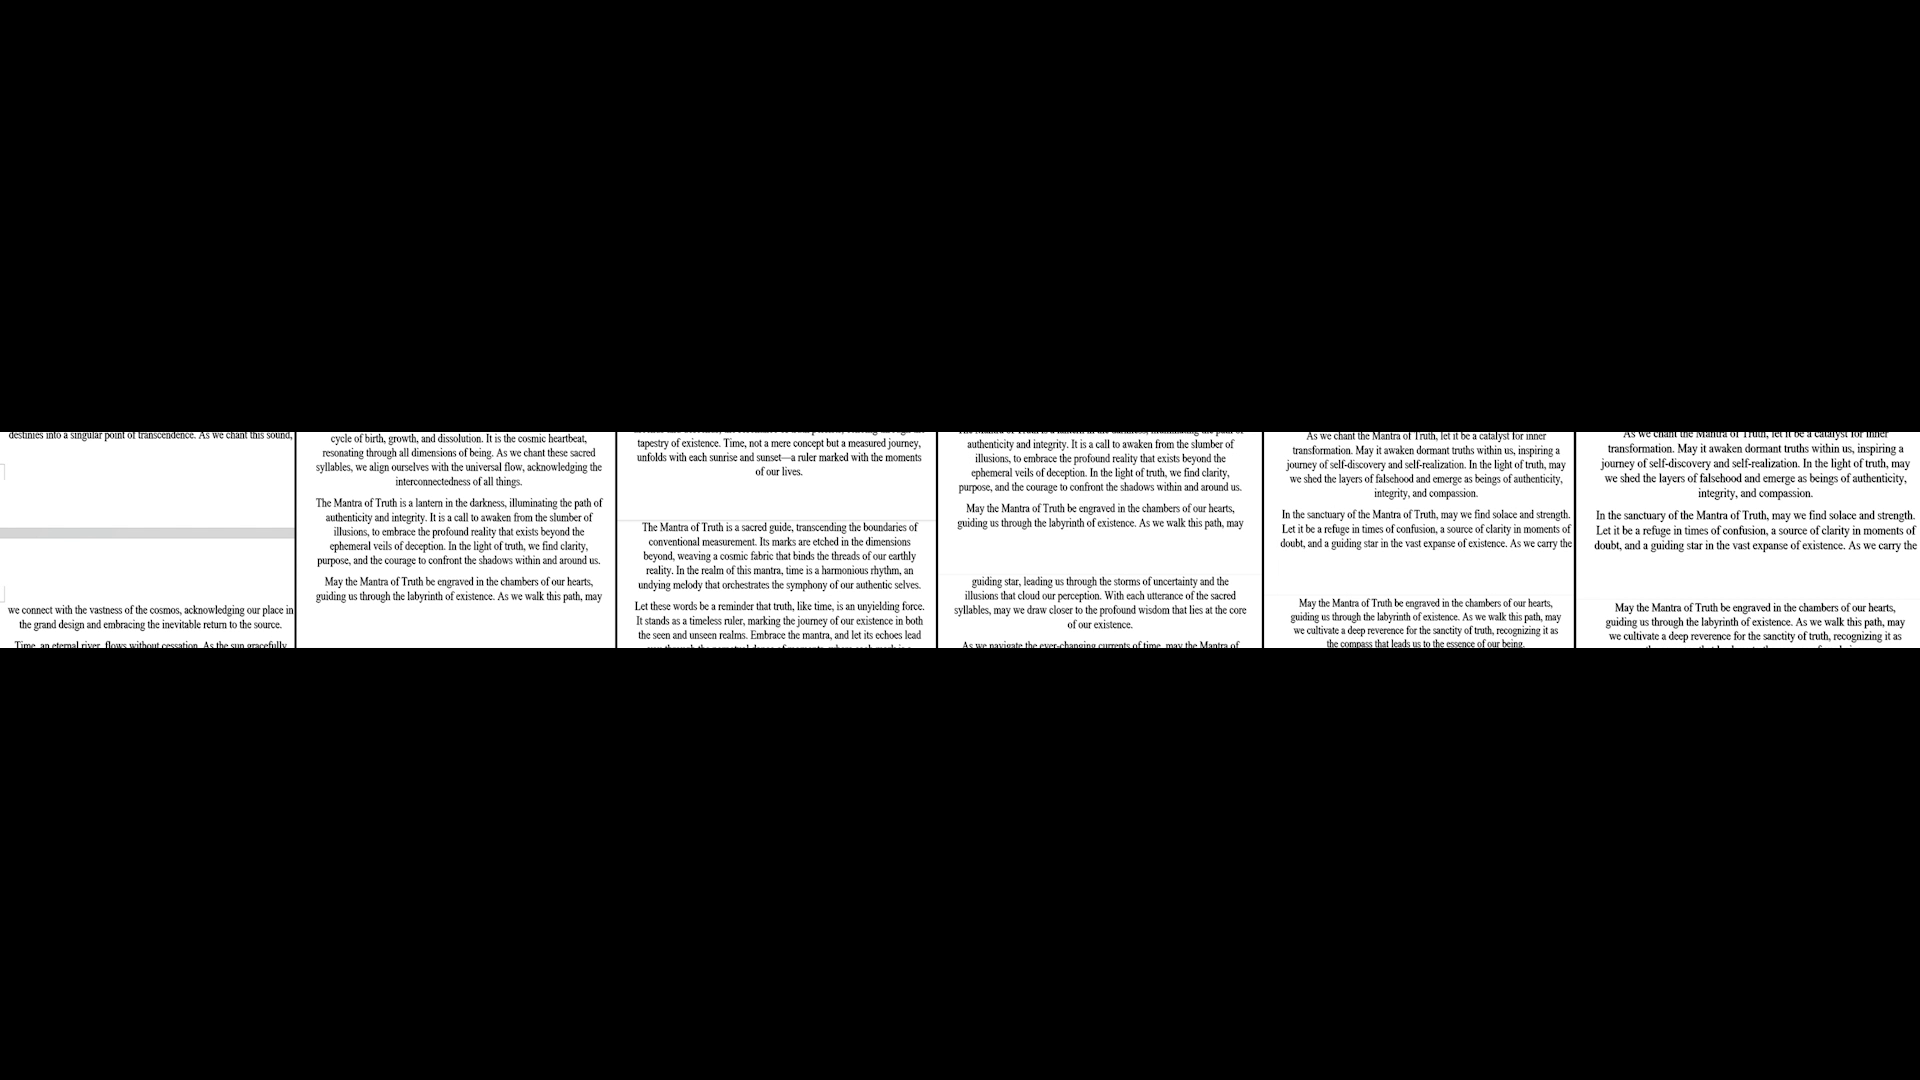 destinies into a singular point of transcendence. As we chant this sound,
we connect with the vastness of the cosmos, acknowledging our place in
the grand design and embracing the inevitable return to the source.
Time, an eternal river, flows without cessation. As the sun gracefully
cycle of birth, growth, and dissolution. It is the cosmic heartbeat,
resonating through all dimensions of being. As we chant these sacred
syllables, we align ourselves with the universal flow, acknowledging the
interconnectedness of all things.
The Mantra of Truth is a lantern in the darkness, illuminating the path of
authenticity and integrity. It is a call to awaken from the slumber of
illusions, to embrace the profound reality that exists beyond the
ephemeral veils of deception. In the light of truth, we find clarity,
purpose, and the courage to confront the shadows within and around us.
May the Mantra of Truth be engraved in the chambers of our hearts,
guiding us through the labyrinth of existence. As we walk this path, may
tapestry of existence. Time, not a mere concept but a measured journey,
unfolds with each sunrise and sunset—a ruler marked with the moments
of our lives.
The Mantra of Truth is a sacred guide, transcending the boundaries of
conventional measurement. Its marks are etched in the dimensions
beyond, weaving a cosmic fabric that binds the threads of our earthly
reality. In the realm of this mantra, time is a harmonious rhythm, an
undying melody that orchestrates the symphony of our authentic selves.
Let these words be a reminder that truth, like time, is an unyielding force.
It stands as a timeless ruler, marking the journey of our existence in both
the seen and unseen realms. Embrace the mantra, and let its echoes lead
The Mantra of Truth is a lantern in the darkness, illuminating the path of
authenticity and integrity. It is a call to awaken from the slumber of
illusions, to embrace the profound reality that exists beyond the
ephemeral veils of deception. In the light of truth, we find clarity,
purpose, and the courage to confront the shadows within and around us.
May the Mantra of Truth be engraved in the chambers of our hearts,
guiding us through the labyrinth of existence. As we walk this path, may
guiding star, leading us through the storms of uncertainty and the
illusions that cloud our perception. With each utterance of the sacred
syllables, may we draw closer to the profound wisdom that lies at the core
of our existence.
As we navigate the ever-changing currents of time, may the Mantra of
As we chant the Mantra of Truth, let it be a catalyst for inner
transformation. May it awaken dormant truths within us, inspiring a
journey of self-discovery and self-realization. In the light of truth, may
we shed the layers of falsehood and emerge as beings of authenticity,
integrity, and compassion.
In the sanctuary of the Mantra of Truth, may we find solace and strength.
Let it be a refuge in times of confusion, a source of clarity in moments of
doubt, and a guiding star in the vast expanse of existence. As we carry the
May the Mantra of Truth be engraved in the chambers of our hearts,
guiding us through the labyrinth of existence. As we walk this path, may
we cultivate a deep reverence for the sanctity of truth, recognizing it as
the compass that leads us to the essence of our being.
As we chant the Mantra of Truth, let it be a catalyst for inner
transformation. May it awaken dormant truths within us, inspiring a
journey of self-discovery and self-realization. In the light of truth, may
we shed the layers of falsehood and emerge as beings of authenticity,
integrity, and compassion.
In the sanctuary of the Mantra of Truth, may we find solace and strength.
Let it be a refuge in times of confusion, a source of clarity in moments of
doubt, and a guiding star in the vast expanse of existence. As we carry the
May the Mantra of Truth be engraved in the chambers of our hearts,
guiding us through the labyrinth of existence. As we walk this path, may
we cultivate a deep reverence for the sanctity of truth, recognizing it as